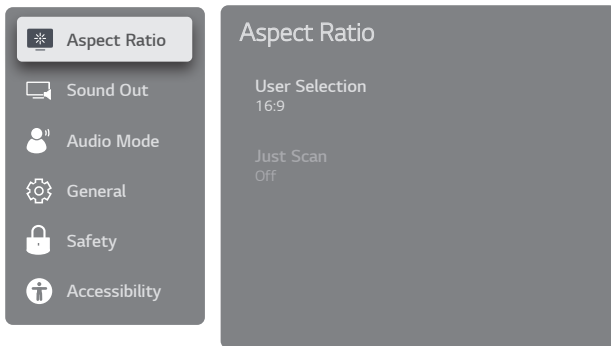 Aspect Ratio
Sound Out
Audio Mode
General
Safety
Accessibility
Aspect Ratio
User Selection
16:9
Just Scan
Off